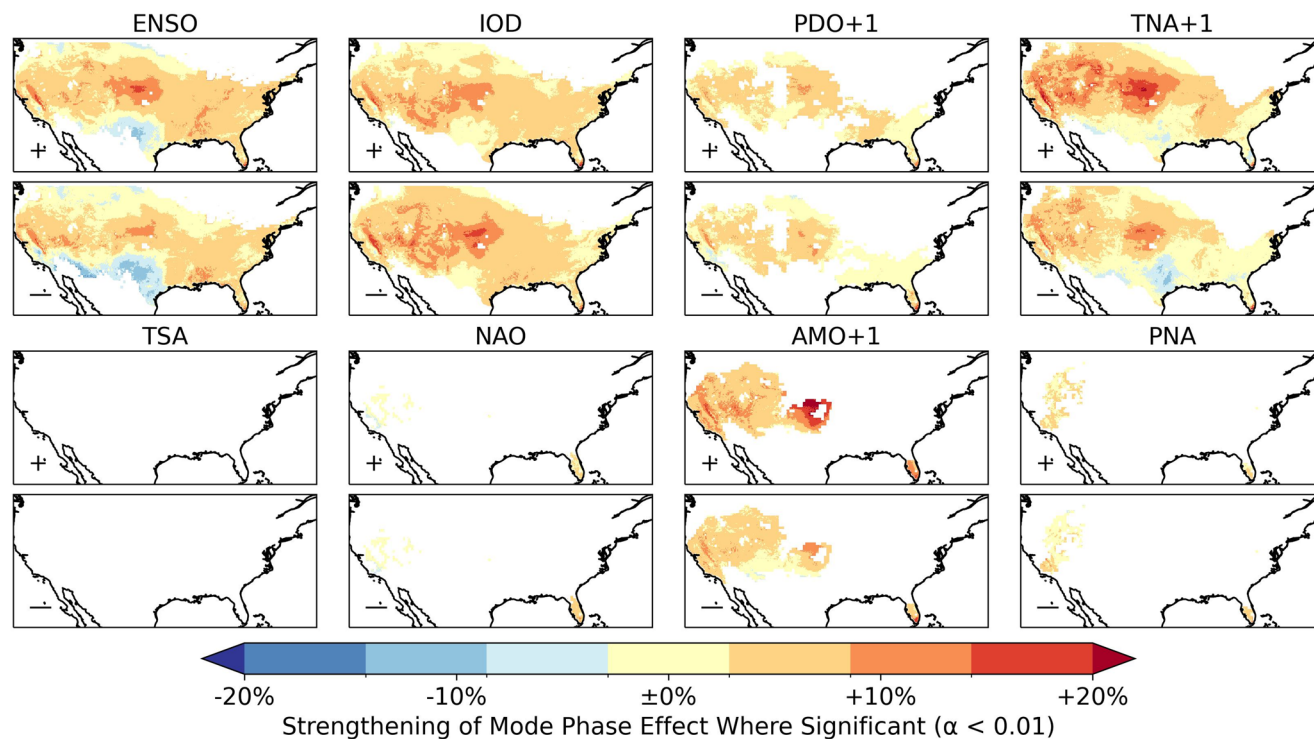 ENSO IOD PDO+1 TNA+1
+ + + +
− − − −
TSA NAO AMO+1 PNA
+ + + +
− − − −
-20% -10% ±0% +10% +20%
Strengthening of Mode Phase Effect Where Significant (α < 0.01)